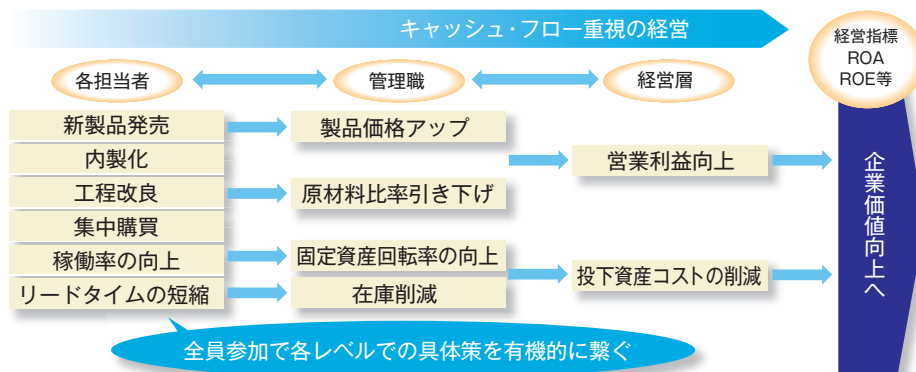 キャッシュ・フロー重視の経営
経営指標
ROA
ROE等
各担当者
管理職
経営層
新製品発売
内製化
工程改良
集中購買
稼働率の向上
リードタイムの短縮
製品価格アップ
原材料比率引き下げ
固定資産回転率の向上
在庫削減
営業利益向上
投下資産コストの削減
企業価値向上へ
全員参加で各レベルでの具体策を有機的に繋ぐ